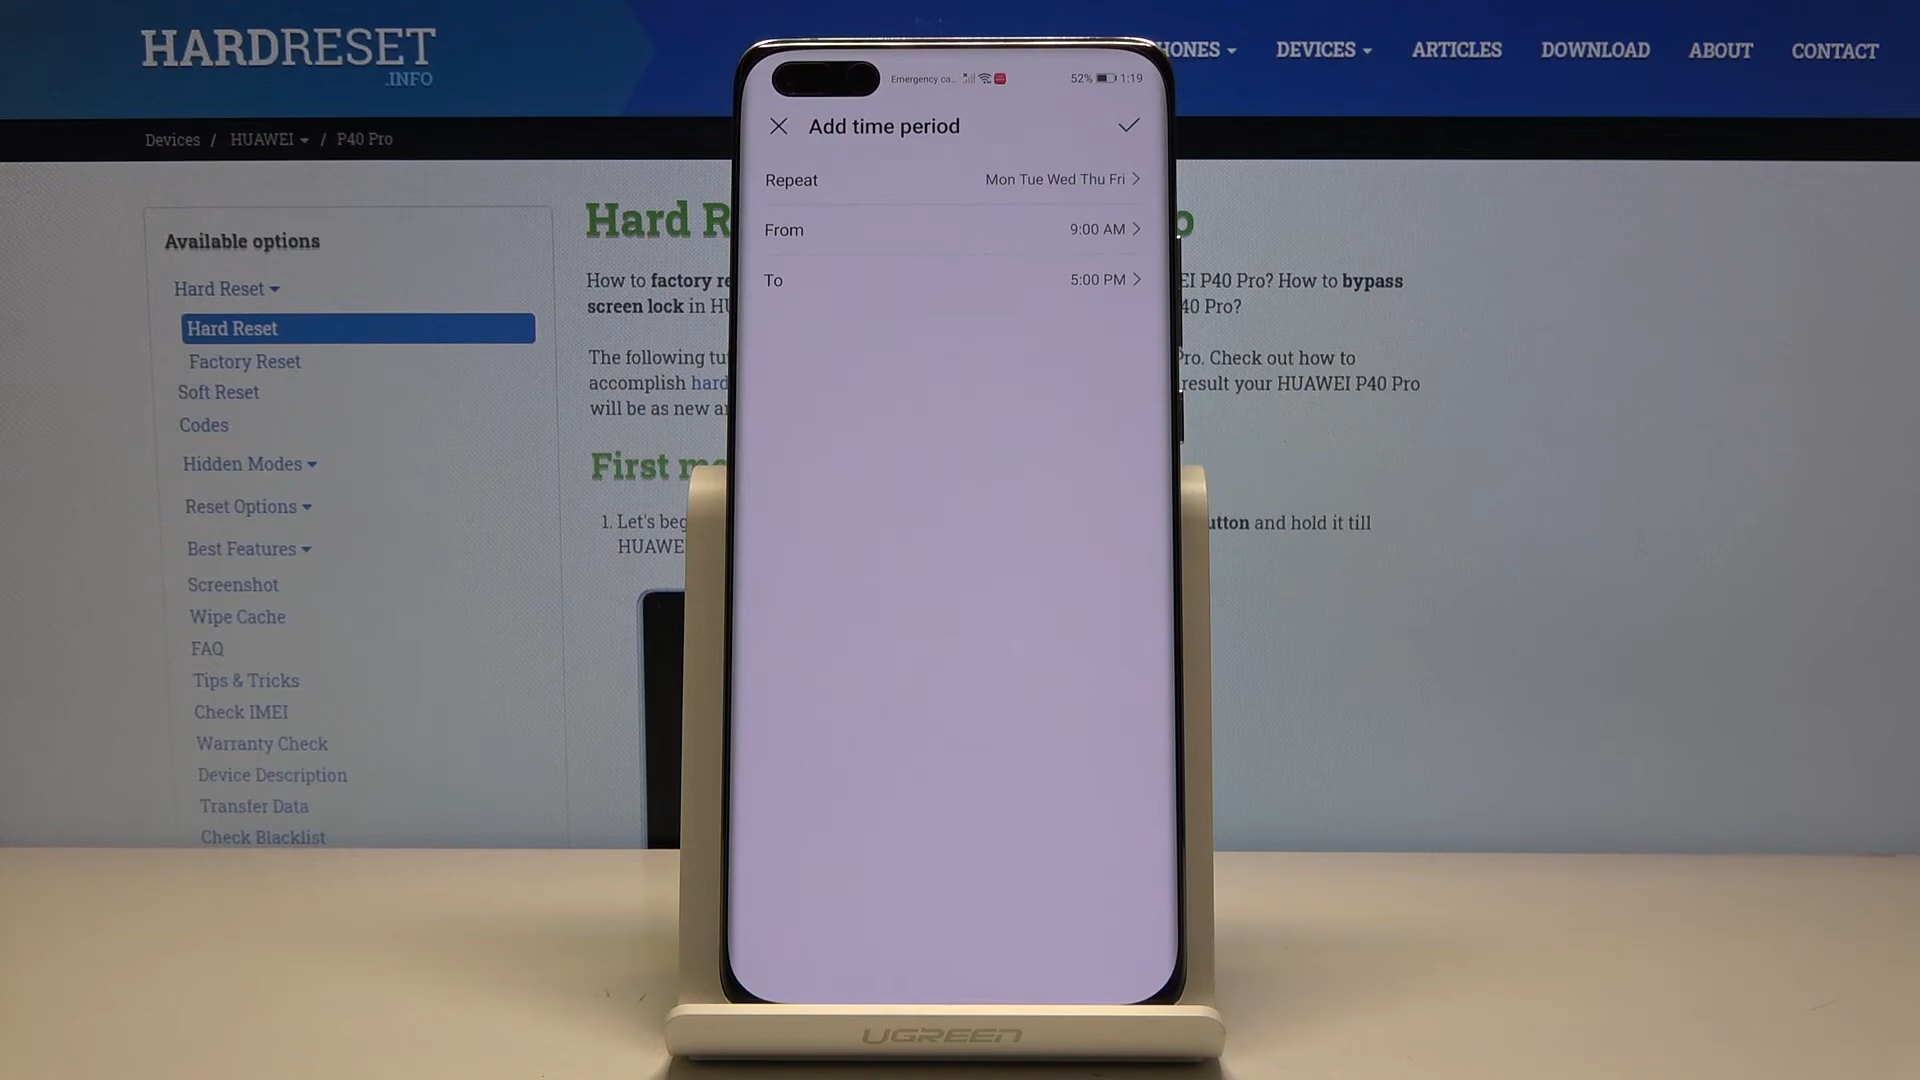 HARDRESET
.INFO
HONES
DEVICES
ARTICLES
DOWNLOAD
ABOUT
CONTACT
Devices / HUAWEI / P40 Pro
Available options
Hard Reset
Hard Reset
Factory Reset
Soft Reset
Codes
Hidden Modes
Reset Options
Best Features
Screenshot
Wipe Cache
FAQ
Tips & Tricks
Check IMEI
Warranty Check
Device Description
Transfer Data
Check Blacklist
Hard R
o
How to factory re
EI P40 Pro? How to bypass
screen lock in HU
40 Pro?
The following tu
Pro. Check out how to
accomplish hard
result your HUAWEI P40 Pro
will be as new a
First m
1. Let's beg
utton and hold it till
HUAWE
Emergency ca...
52% 1:19
Add time period
Repeat Mon Tue Wed Thu Fri
From 9:00 AM
To 5:00 PM
UGREEN